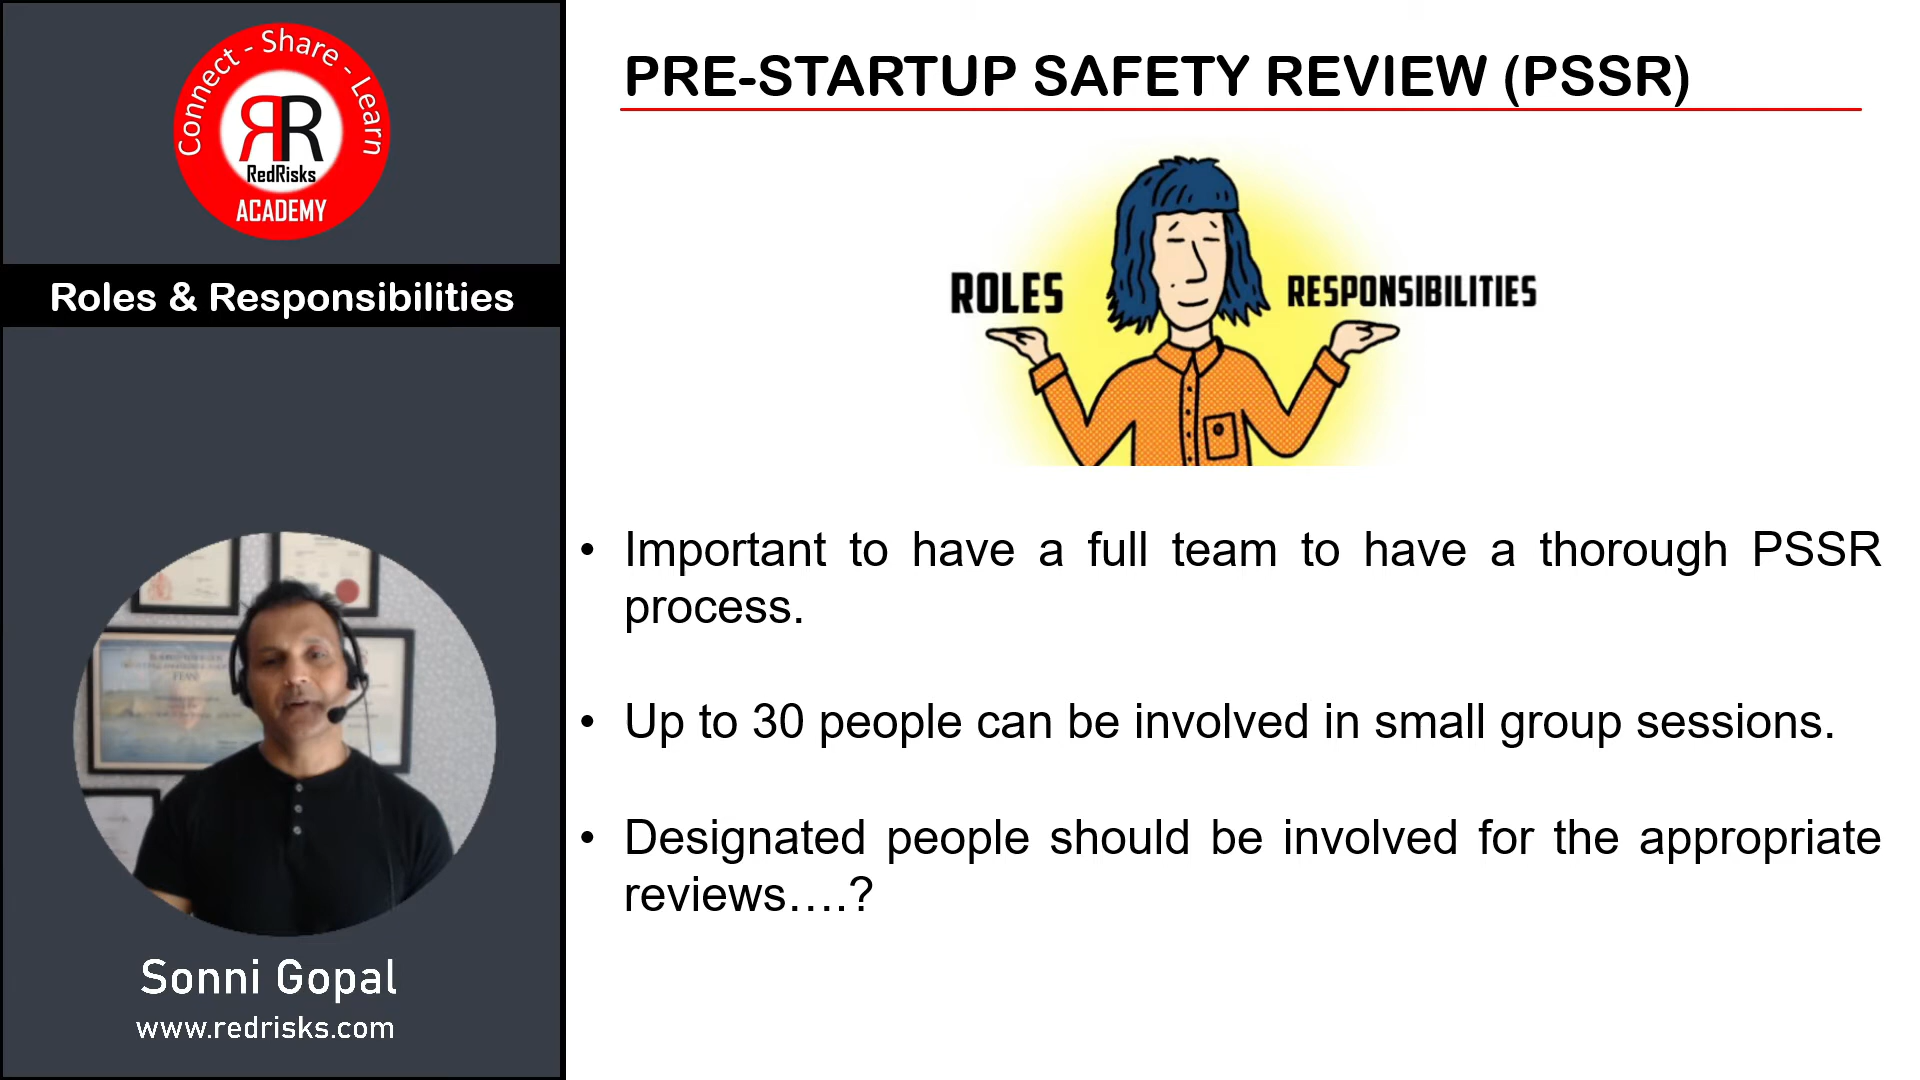 Connect - Share - Learn
RR
RedRisks
ACADEMY
Roles & Responsibilities
Sonni Gopal
www.redrisks.com
PRE-STARTUP SAFETY REVIEW (PSSR)
ROLES
RESPONSIBILITIES
• Important to have a full team to have a thorough PSSR
process.
• Up to 30 people can be involved in small group sessions.
• Designated people should be involved for the appropriate
reviews….?